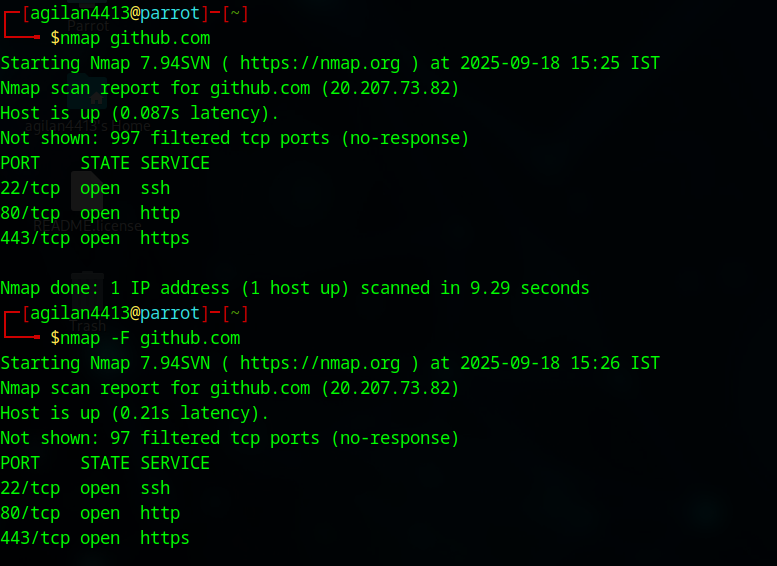 ┌─[agilan4413@parrot]─[~]
└──╼ $nmap github.com
Starting Nmap 7.94SVN ( https://nmap.org ) at 2025-09-18 15:25 IST
Nmap scan report for github.com (20.207.73.82)
Host is up (0.087s latency).
Not shown: 997 filtered tcp ports (no-response)
PORT    STATE SERVICE
22/tcp  open  ssh
80/tcp  open  http
443/tcp open  https
Nmap done: 1 IP address (1 host up) scanned in 9.29 seconds
┌─[agilan4413@parrot]─[~]
└──╼ $nmap -F github.com
Starting Nmap 7.94SVN ( https://nmap.org ) at 2025-09-18 15:26 IST
Nmap scan report for github.com (20.207.73.82)
Host is up (0.21s latency).
Not shown: 97 filtered tcp ports (no-response)
PORT    STATE SERVICE
22/tcp  open  ssh
80/tcp  open  http
443/tcp open  https
Parrot
README.license
Trash